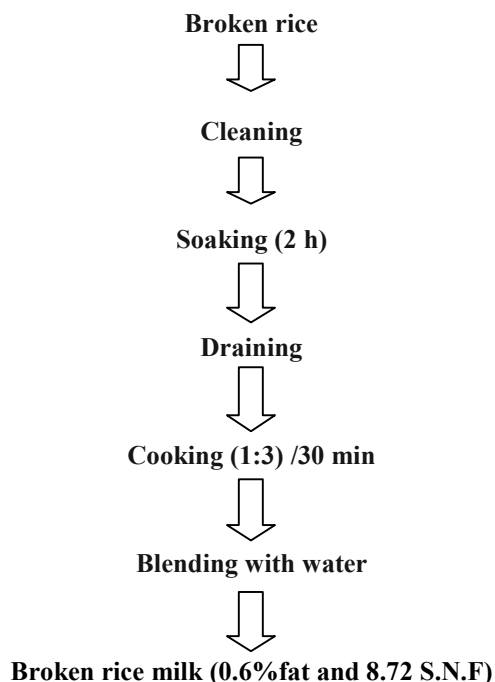 Broken rice
Cleaning
Soaking (2 h)
Draining
Cooking (1:3) /30 min
Blending with water
Broken rice milk (0.6%fat and 8.72 S.N.F)